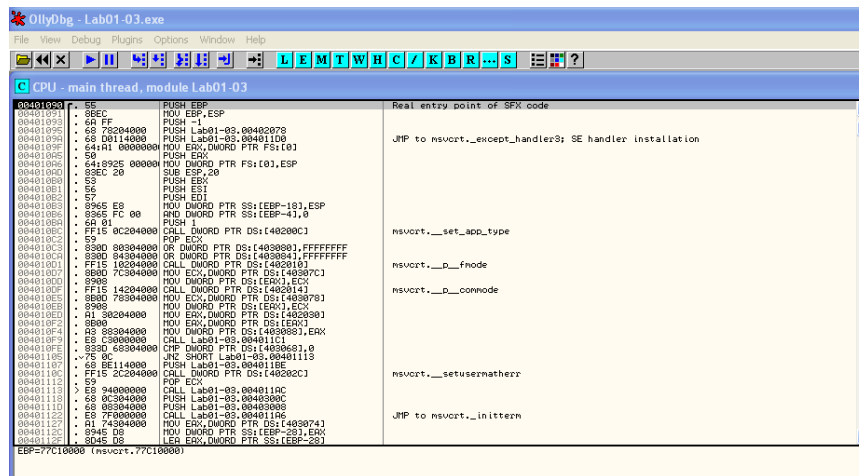 OllyDbg - Lab01-03.exe
File View Debug Plugins Options Window Help
L E M T W H C / K B R ... S ?
C CPU - main thread, module Lab01-03
00401090 . 55 PUSH EBP Real entry point of SFX code
00401091 . 8BEC MOV EBP,ESP
00401093 . 6A FF PUSH -1
00401095 . 68 78204000 PUSH Lab01-03.00402078
0040109A . 68 D0114000 PUSH Lab01-03.004011D0 JMP to msvcrt._except_handler3; SE handler installation
0040109F . 64:A1 0000000 MOV EAX,DWORD PTR FS:[0]
004010A5 . 50 PUSH EAX
004010A6 . 64:8925 00000 MOV DWORD PTR FS:[0],ESP
004010AD . 83EC 20 SUB ESP,20
004010B0 . 53 PUSH EBX
004010B1 . 56 PUSH ESI
004010B2 . 57 PUSH EDI
004010B3 . 8965 E8 MOV DWORD PTR SS:[EBP-18],ESP
004010B6 . 8365 FC 00 AND DWORD PTR SS:[EBP-4],0
004010BA . 6A 01 PUSH 1
004010BC . FF15 0C204000 CALL DWORD PTR DS:[40200C] msvcrt.__set_app_type
004010C2 . 59 POP ECX
004010C3 . 830D 80304000 OR DWORD PTR DS:[403080],FFFFFFFF
004010CA . 830D 84304000 OR DWORD PTR DS:[403084],FFFFFFFF
004010D1 . FF15 10204000 CALL DWORD PTR DS:[402010] msvcrt.__p__fmode
004010D7 . 8B0D 7C304000 MOV ECX,DWORD PTR DS:[40307C]
004010DD . 8908 MOV DWORD PTR DS:[EAX],ECX
004010DF . FF15 14204000 CALL DWORD PTR DS:[402014] msvcrt.__p__commode
004010E5 . 8B0D 78304000 MOV ECX,DWORD PTR DS:[403078]
004010EB . 8908 MOV DWORD PTR DS:[EAX],ECX
004010ED . A1 30204000 MOV EAX,DWORD PTR DS:[402030]
004010F2 . 8B00 MOV EAX,DWORD PTR DS:[EAX]
004010F4 . A3 88304000 MOV DWORD PTR DS:[403088],EAX
004010F9 . E8 C3000000 CALL Lab01-03.004011C1
004010FE . 833D 68304000 CMP DWORD PTR DS:[403068],0
00401105 .v75 0C JNZ SHORT Lab01-03.00401113
00401107 . 68 BE114000 PUSH Lab01-03.004011BE
0040110C . FF15 2C204000 CALL DWORD PTR DS:[40202C] msvcrt.__setusermatherr
00401112 . 59 POP ECX
00401113 > E8 94000000 CALL Lab01-03.004011AC
00401118 . 68 0C304000 PUSH Lab01-03.0040300C
0040111D . 68 08304000 PUSH Lab01-03.00403008
00401122 . E8 7F000000 CALL Lab01-03.004011A6 JMP to msvcrt._initterm
00401127 . A1 74304000 MOV EAX,DWORD PTR DS:[403074]
0040112C . 8945 D8 MOV DWORD PTR SS:[EBP-28],EAX
0040112F . 8D45 D8 LEA EAX,DWORD PTR SS:[EBP-28]
EBP=77C10000 (msvcrt.77C10000)